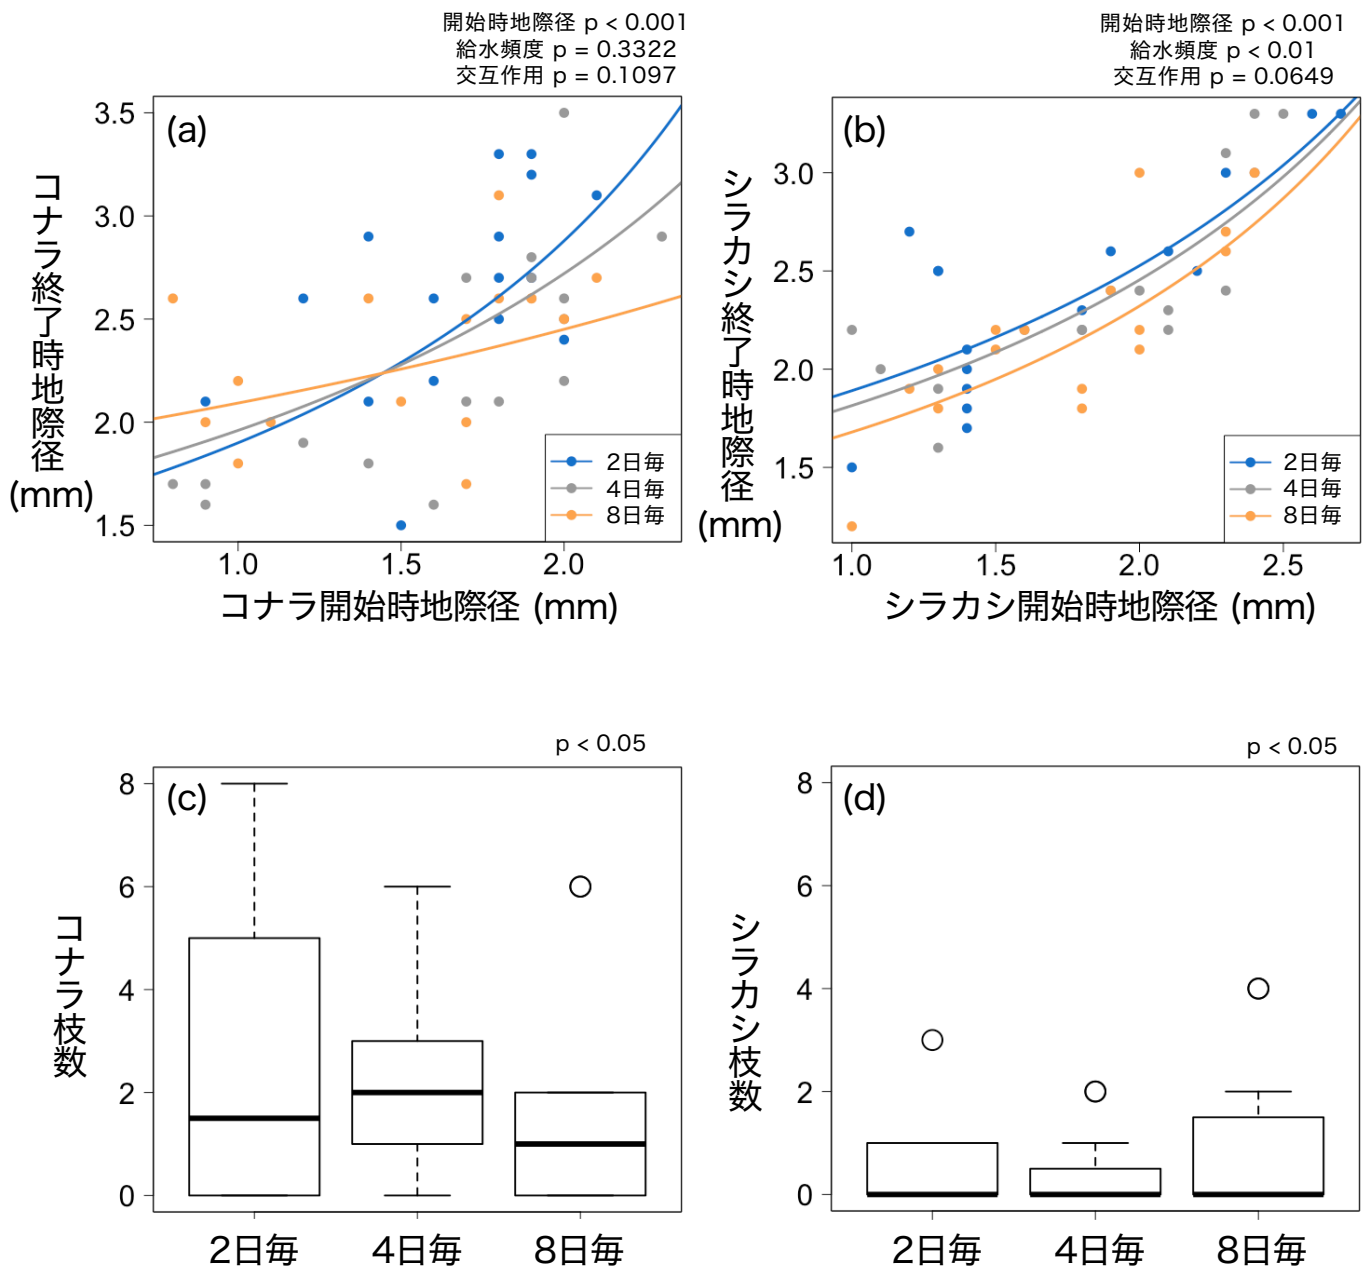 開始時地際径 p < 0.001
給水頻度 p = 0.3322
交互作用 p = 0.1097
(a)
3.5
3.0
2.5
2.0
1.5
コナラ終了時地際径
(mm)
2日毎
4日毎
8日毎
1.0
1.5
2.0
コナラ開始時地際径 (mm)
開始時地際径 p < 0.001
給水頻度 p < 0.01
交互作用 p = 0.0649
(b)
3.0
2.5
2.0
1.5
シラカシ終了時地際径
(mm)
2日毎
4日毎
8日毎
1.0
1.5
2.0
2.5
シラカシ開始時地際径 (mm)
p < 0.05
(c)
8
6
4
2
0
コナラ枝数
2日毎
4日毎
8日毎
p < 0.05
(d)
8
6
4
2
0
シラカシ枝数
2日毎
4日毎
8日毎